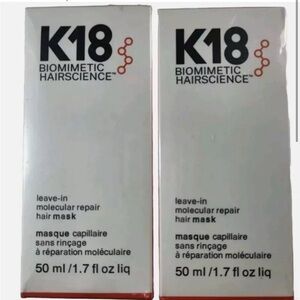 K18
BIOMIMETIC
HAIRSCIENCE™
leave-in
molecular repair
hair mask
masque capillaire
sans rinçage
à réparation moléculaire
50 ml /1.7 fl oz liq
K18
BIOMIMETIC
HAIRSCIENCE™
leave-in
molecular repair
hair mask
masque capillaire
sans rinçage
à réparation moléculaire
50 ml /1.7 fl oz liq